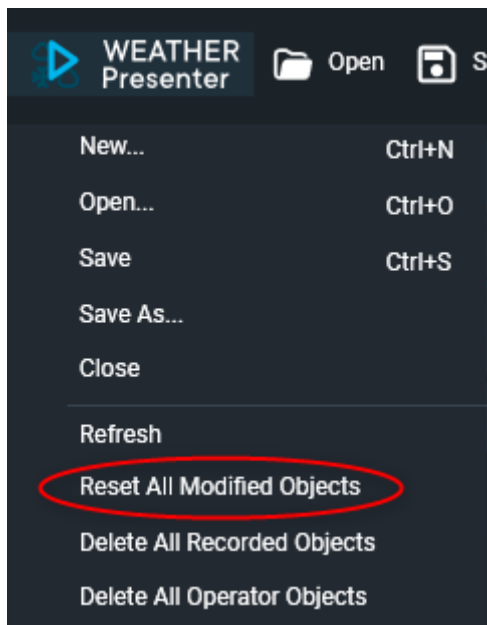 WEATHER
Presenter
Open
S
New... Ctrl+N
Open... Ctrl+O
Save Ctrl+S
Save As...
Close
Refresh
Reset All Modified Objects
Delete All Recorded Objects
Delete All Operator Objects